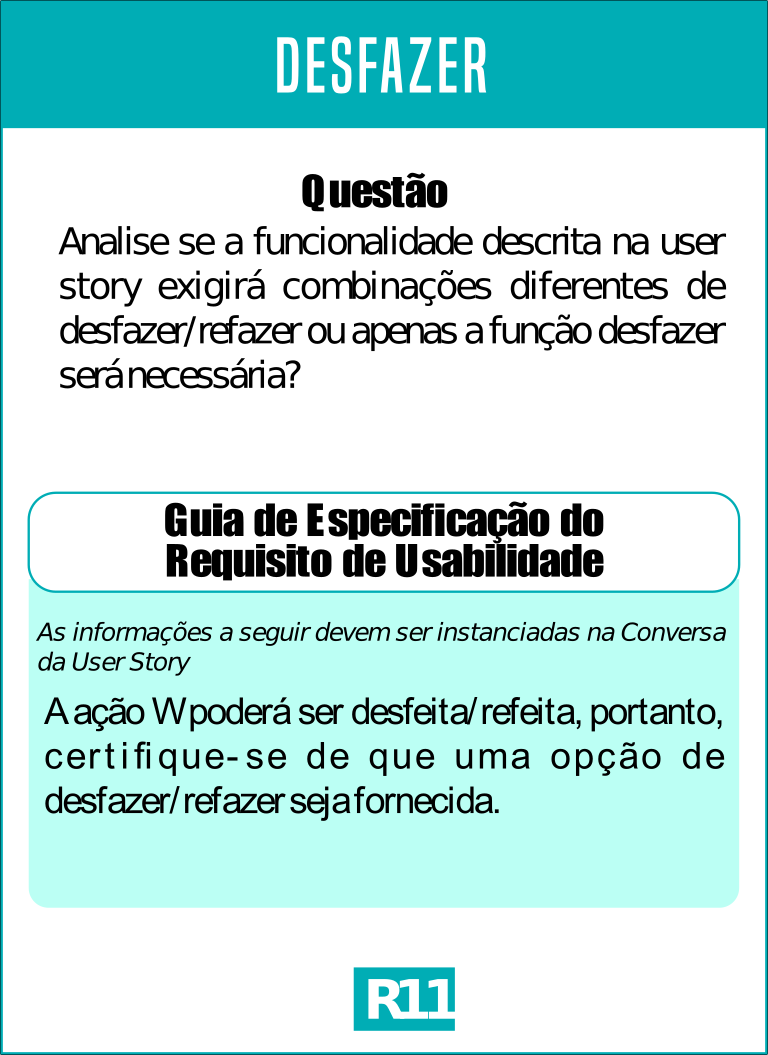 DESFAZER
Questão
Analise se a funcionalidade descrita na user
story exigirá combinações diferentes de
desfazer/refazer ou apenas a função desfazer
será necessária?
Guia de Especificação do
Requisito de Usabilidade
As informações a seguir devem ser instanciadas na Conversa
da User Story
A ação W poderá ser desfeita/refeita, portanto,
certifique-se de que uma opção de
desfazer/refazer seja fornecida.
R11